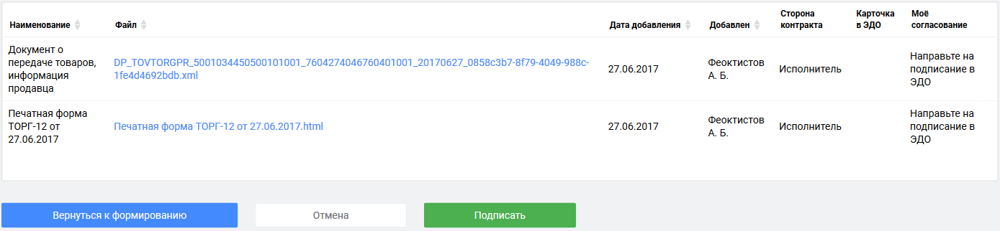 Наименование Файл Дата добавления Добавлен Сторона контракта Карточка в ЭДО Моё согласование
Документ о
передаче товаров,
информация
продавца
DP_TOVTORGPR_5001034450500101001_7604274046760401001_20170627_0858c3b7-8f79-4049-988c-
1fe4d4692bdb.xml
27.06.2017
Феоктистов
А. Б.
Исполнитель
Направьте на
подписание в
ЭДО
Печатная форма
ТОРГ-12 от
27.06.2017
Печатная форма ТОРГ-12 от 27.06.2017.html
27.06.2017
Феоктистов
А. Б.
Исполнитель
Направьте на
подписание в
ЭДО
Вернуться к формированию Отмена Подписать